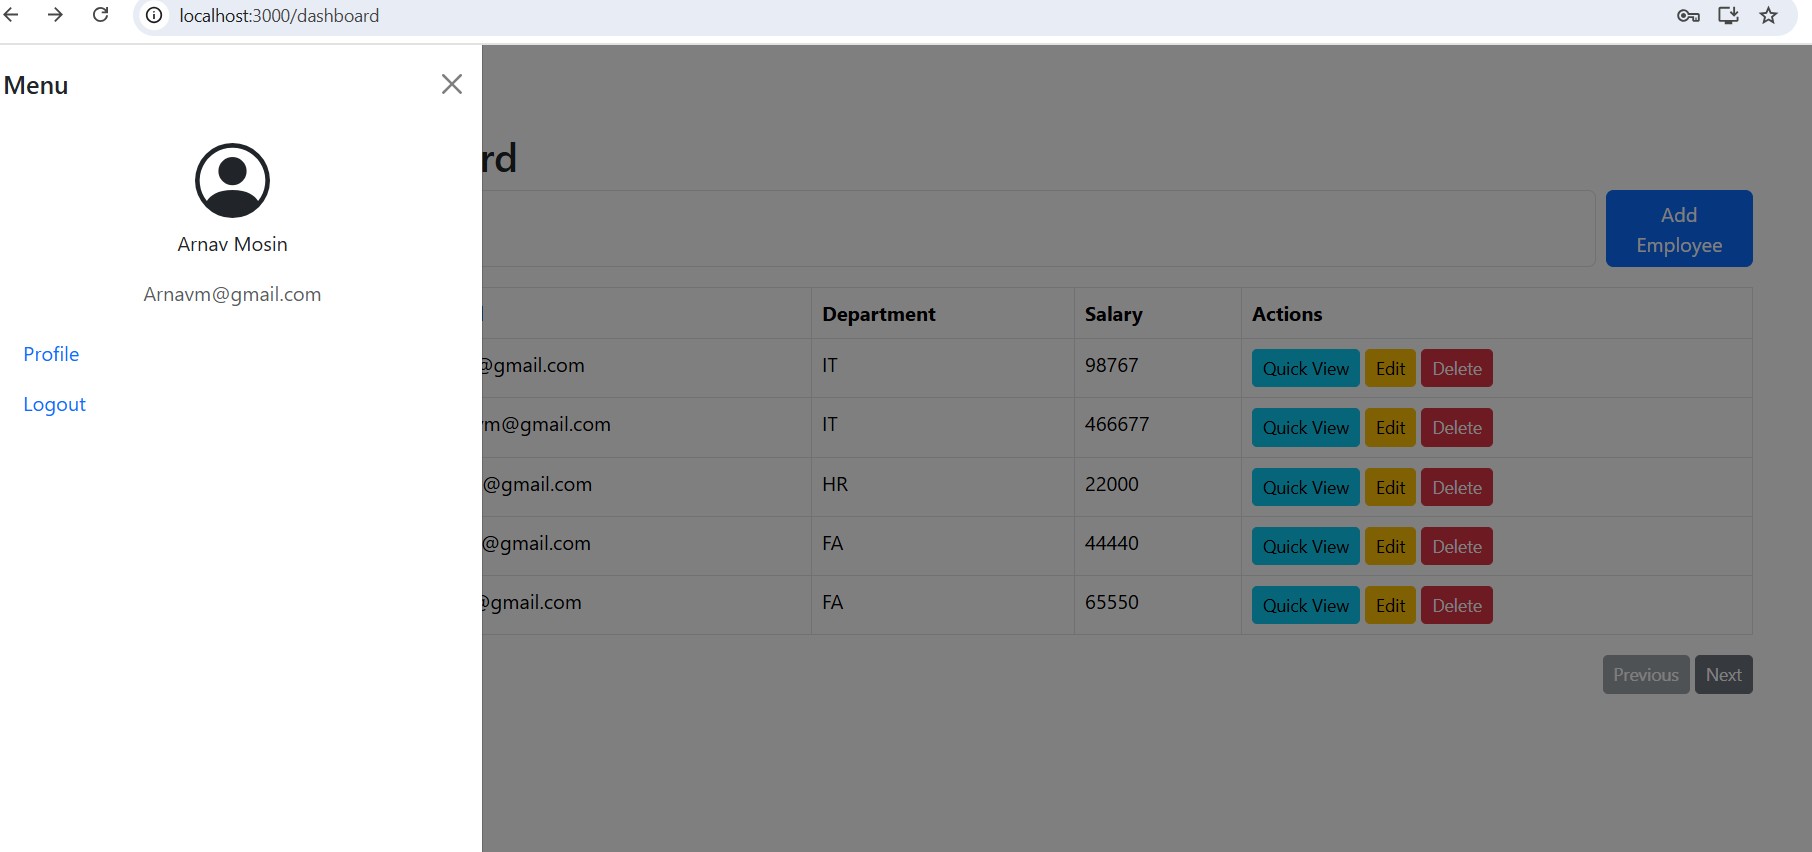 localhost:3000/dashboard
Menu
Arnav Mosin
Arnavm@gmail.com
Profile
Logout
rd
Add
Employee
Department Salary Actions
@gmail.com IT 98767 Quick View Edit Delete
m@gmail.com IT 466677 Quick View Edit Delete
@gmail.com HR 22000 Quick View Edit Delete
@gmail.com FA 44440 Quick View Edit Delete
@gmail.com FA 65550 Quick View Edit Delete
Previous Next